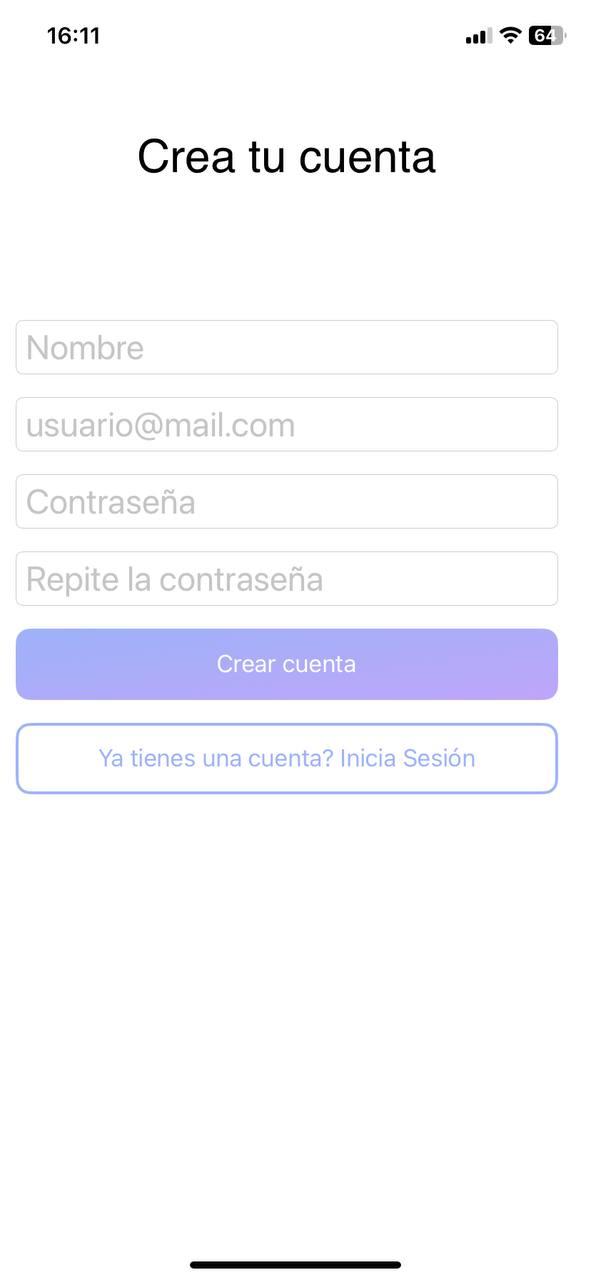 16:11
64
Crea tu cuenta
Nombre
usuario@mail.com
Contraseña
Repite la contraseña
Crear cuenta
Ya tienes una cuenta? Inicia Sesión